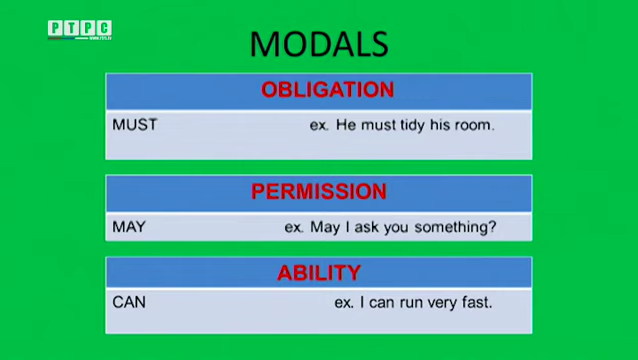 PTPC
MODALS
OBLIGATION
MUST ex. He must tidy his room.
PERMISSION
MAY ex. May I ask you something?
ABILITY
CAN ex. I can run very fast.